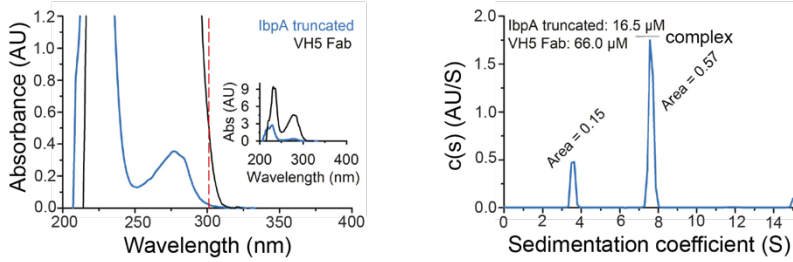 IbpA truncated
VH5 Fab
Absorbance (AU)
1.2
1.0
0.8
0.6
0.4
0.2
0.0
200 250 300 350 400
Wavelength (nm)
Abs (AU)
9
6
3
0
200 300 400
Wavelength (nm)
IbpA truncated: 16.5 µM
VH5 Fab: 66.0 µM
complex
Area = 0.15
Area = 0.57
c(s) (AU/S)
2.0
1.5
1.0
0.5
0.0
0 2 4 6 8 10 12 14
Sedimentation coefficient (S)